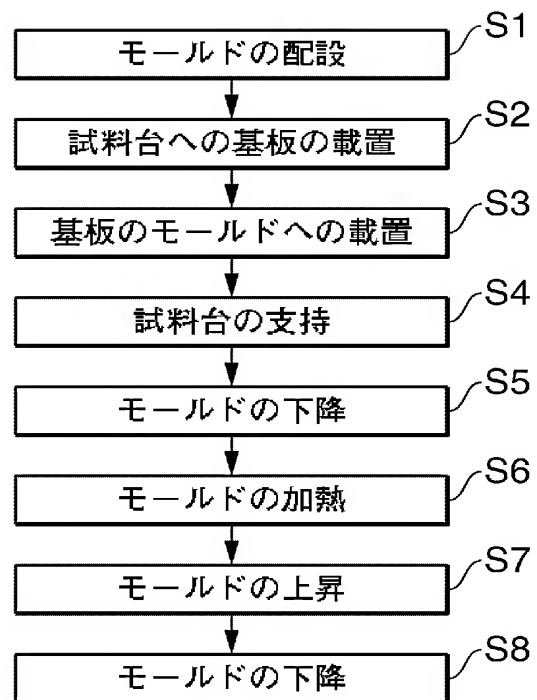 S1
モールドの配設
S2
試料台への基板の載置
S3
基板のモールドへの載置
S4
試料台の支持
S5
モールドの下降
S6
モールドの加熱
S7
モールドの上昇
S8
モールドの下降